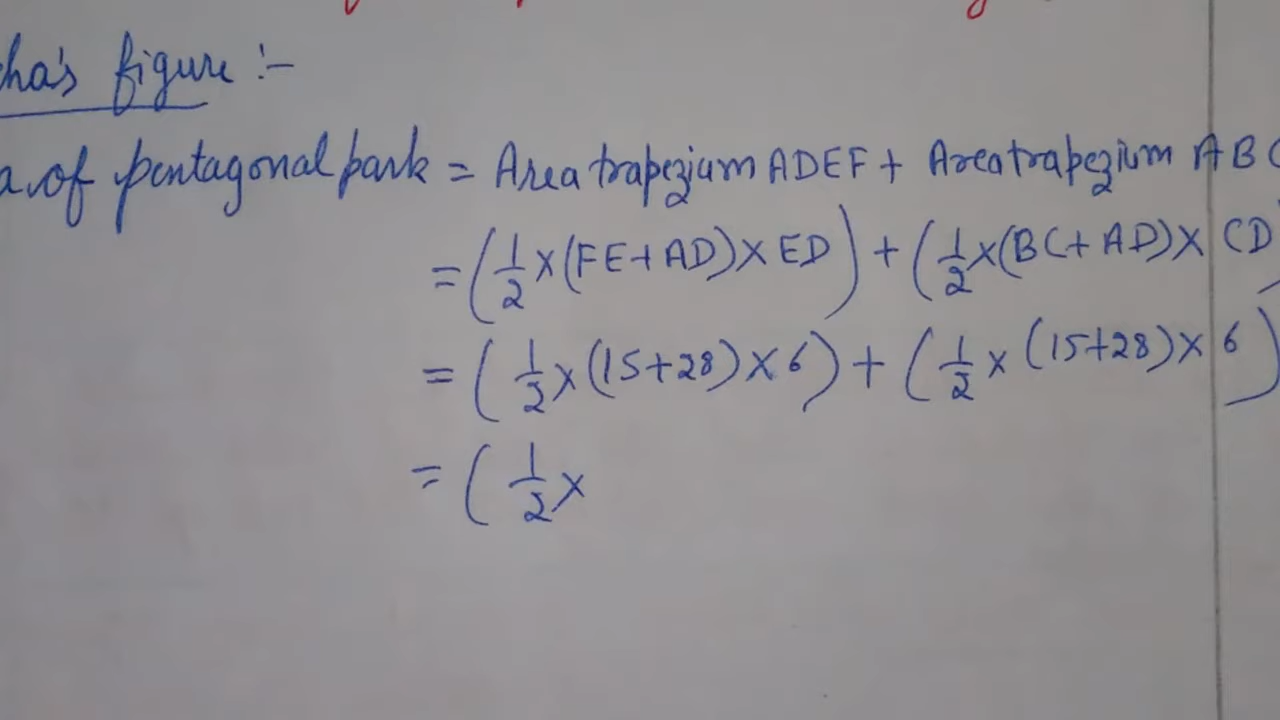 cha's figure :-
a of pentagonal park = Area trapezium ADEF + Area trapezium ABC
= (1/2 × (FE + AD) × ED) + (1/2 × (BC + AD) × CD
= (1/2 × (15+28) × 6) + (1/2 × (15+28) × 6)
= (1/2 ×